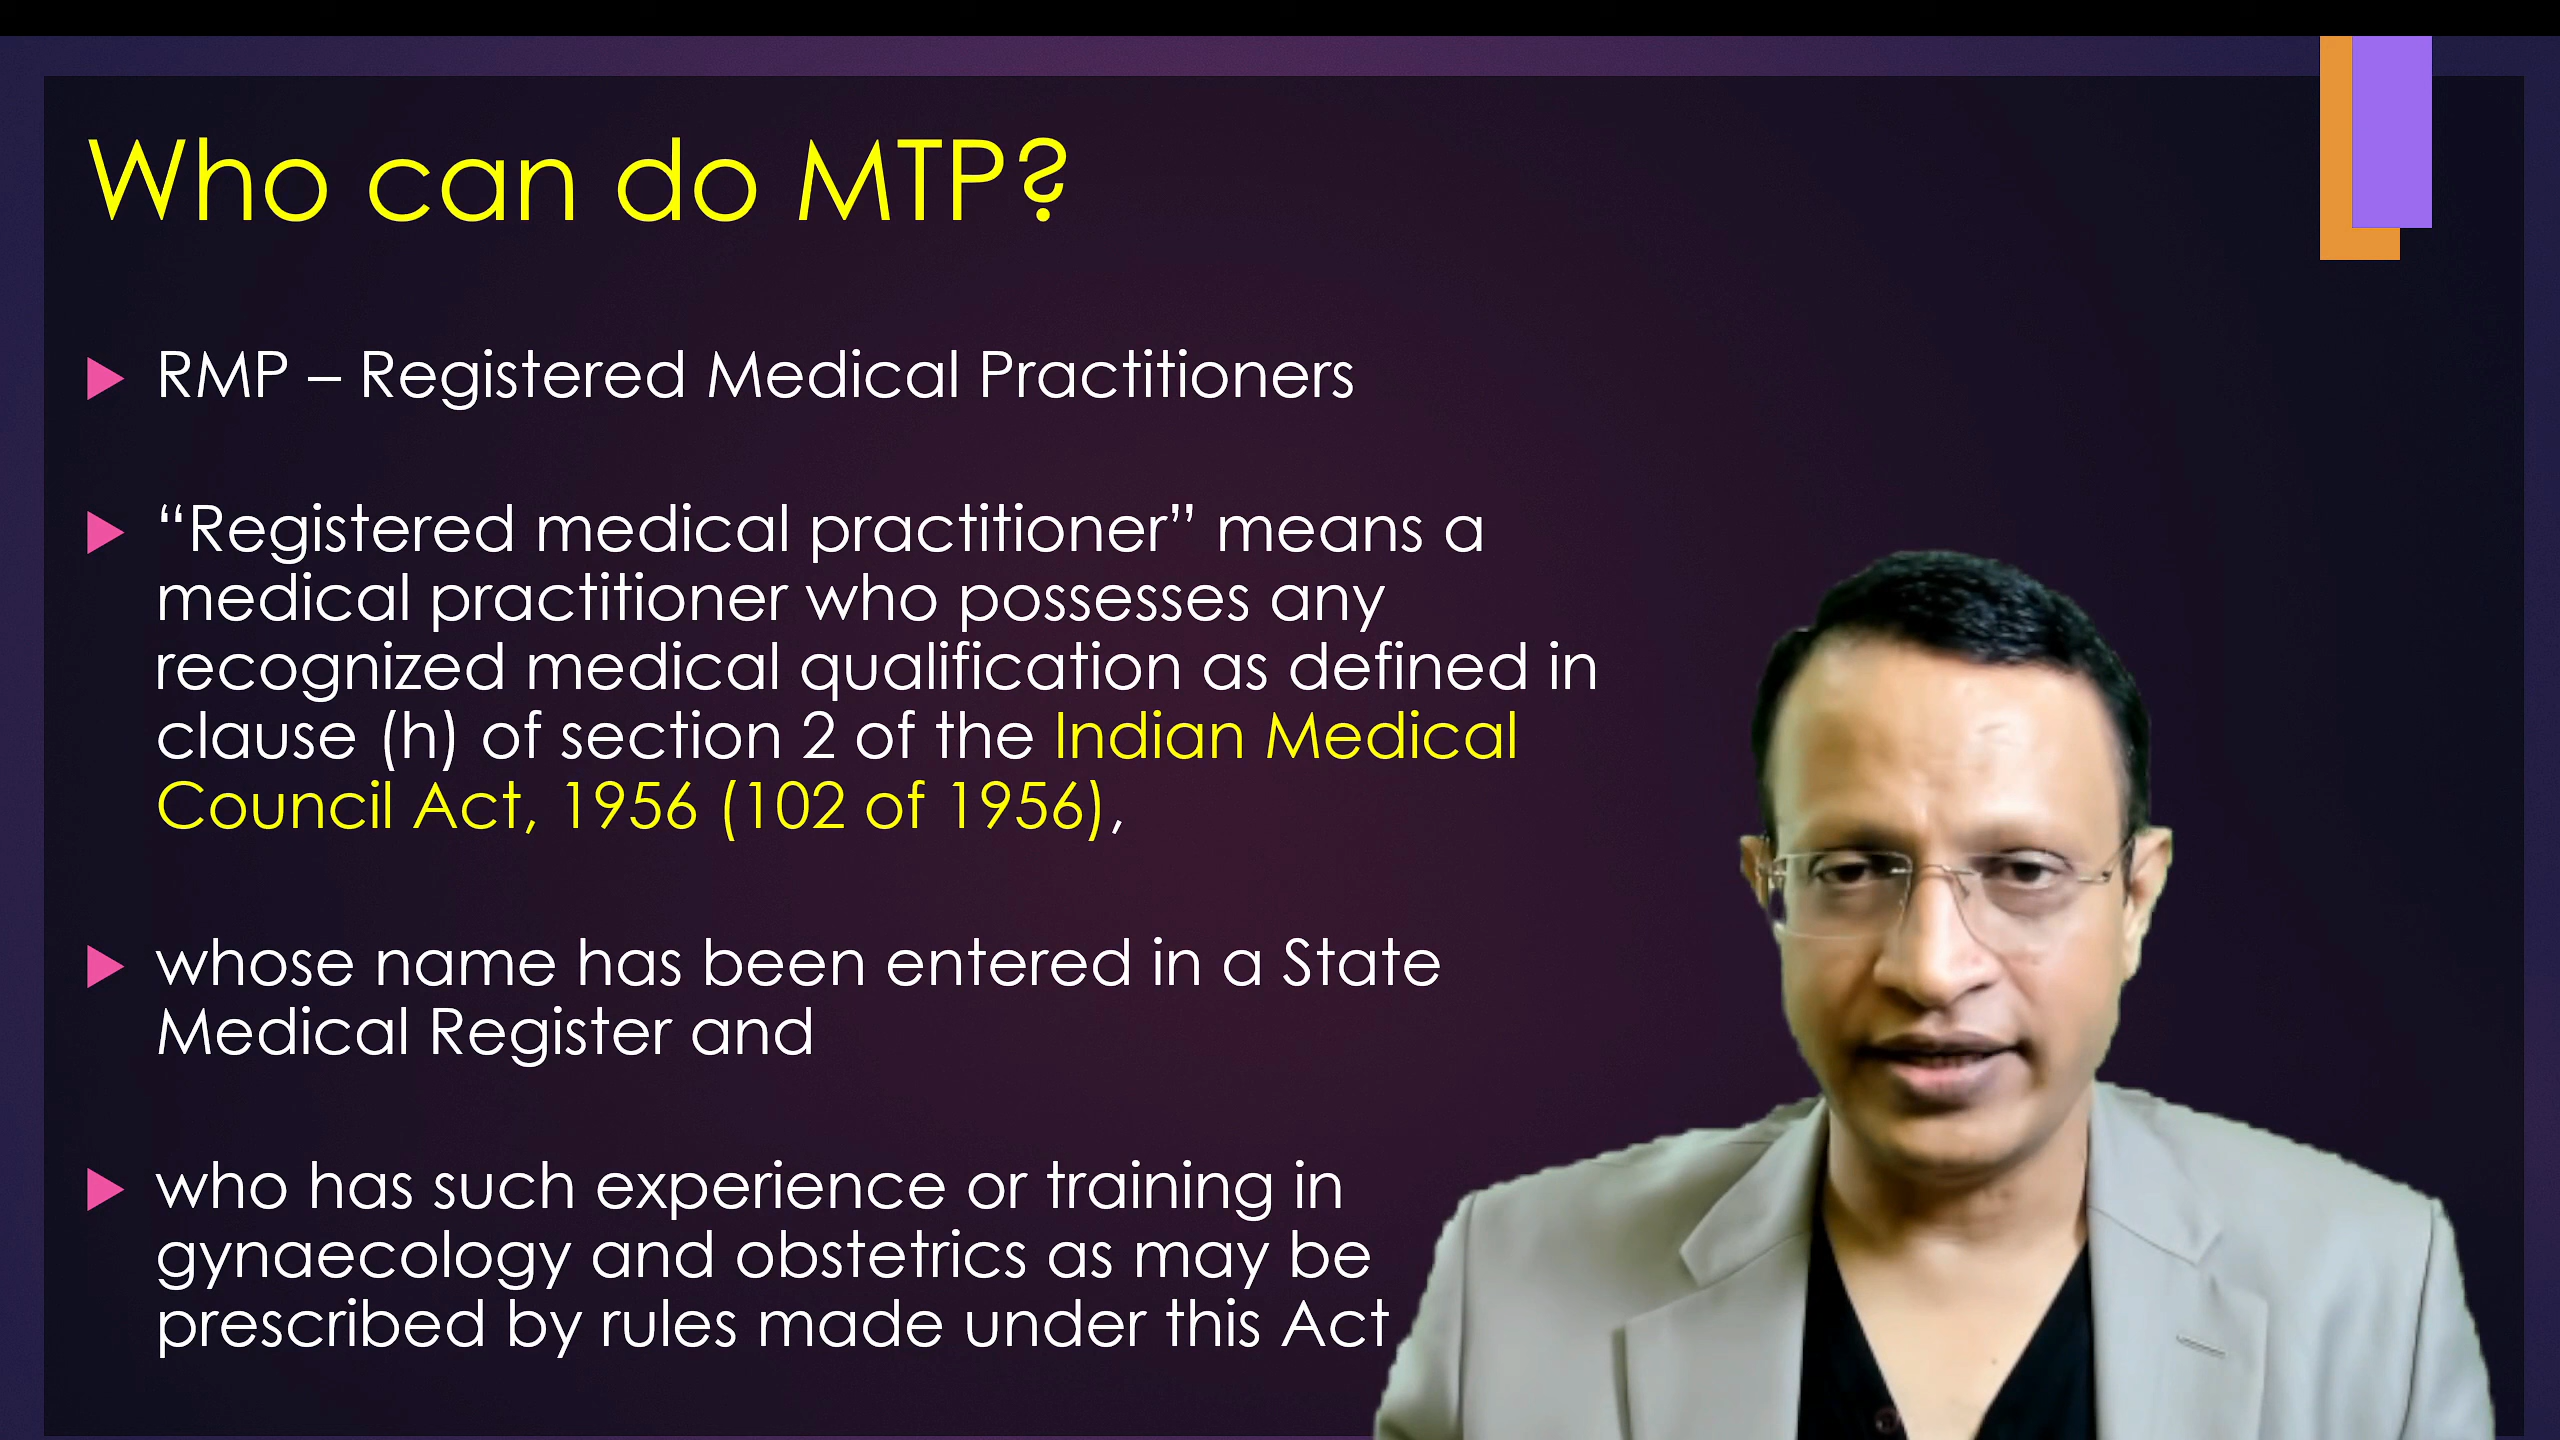 Who can do MTP?
RMP – Registered Medical Practitioners
“Registered medical practitioner” means a
medical practitioner who possesses any
recognized medical qualification as defined in
clause (h) of section 2 of the Indian Medical
Council Act, 1956 (102 of 1956),
whose name has been entered in a State
Medical Register and
who has such experience or training in
gynaecology and obstetrics as may be
prescribed by rules made under this Act